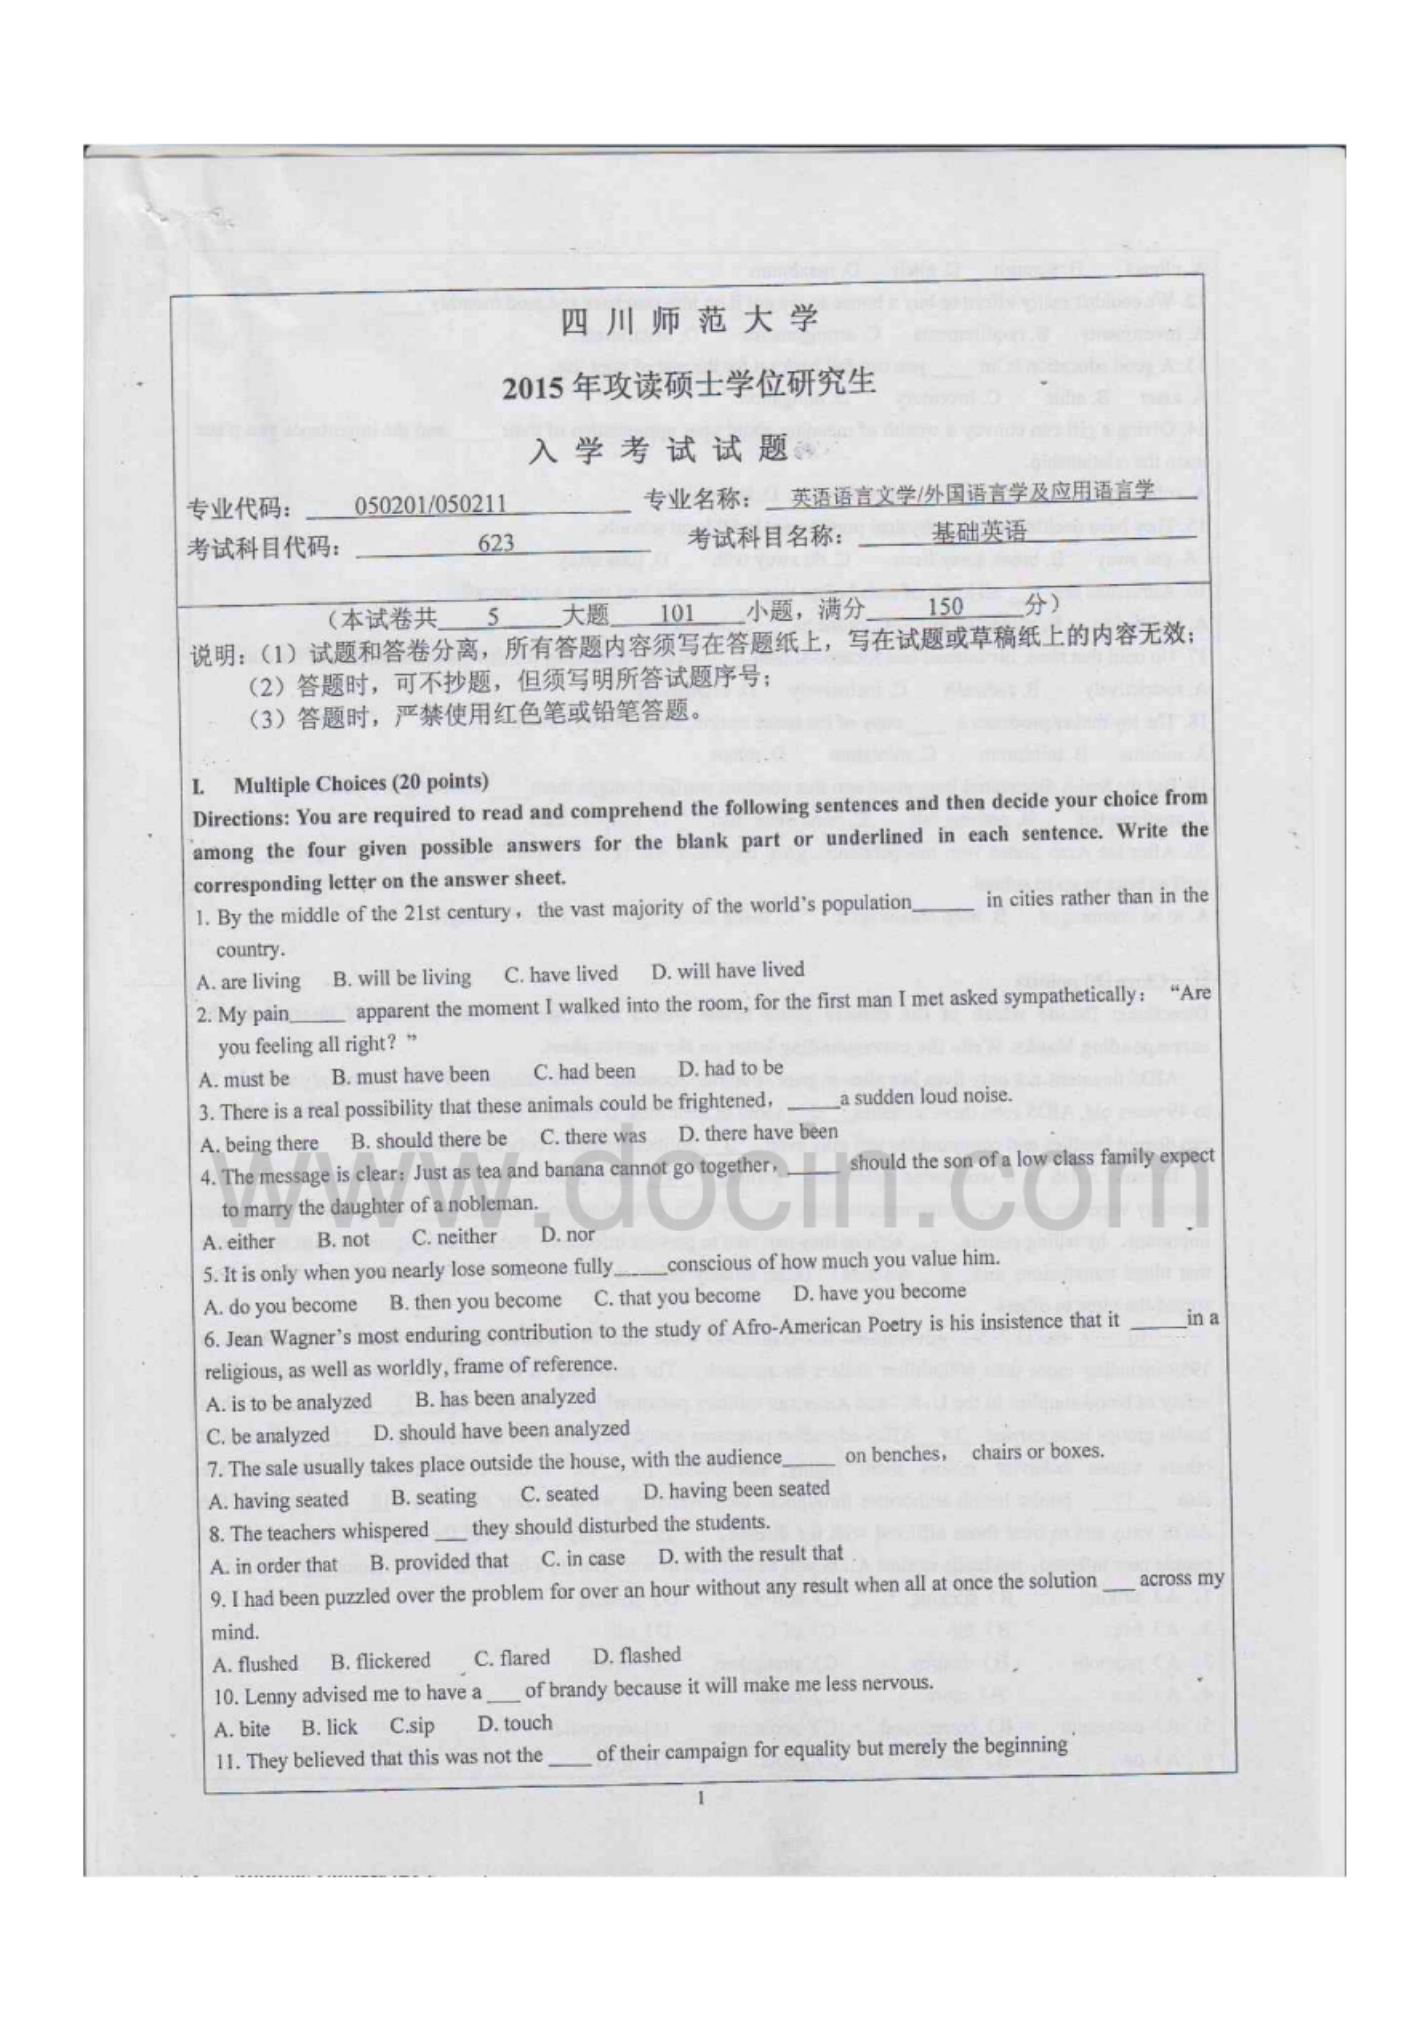 四川师范大学
2015年攻读硕士学位研究生
入学考试试题
专业代码： 050201/050211 专业名称： 英语语言文学/外国语言学及应用语言学
考试科目代码： 623 考试科目名称： 基础英语
（本试卷共 5 大题 101 小题，满分 150 分）
说明：（1）试题和答卷分离，所有答题内容须写在答题纸上，写在试题或草稿纸上的内容无效；
（2）答题时，可不抄题，但须写明所答试题序号；
（3）答题时，严禁使用红色笔或铅笔答题。
I. Multiple Choices (20 points)
Directions: You are required to read and comprehend the following sentences and then decide your choice from
among the four given possible answers for the blank part or underlined in each sentence. Write the
corresponding letter on the answer sheet.
1. By the middle of the 21st century，the vast majority of the world's population_____ in cities rather than in the
country.
A. are living B. will be living C. have lived D. will have lived
2. My pain_____ apparent the moment I walked into the room, for the first man I met asked sympathetically： “Are
you feeling all right？”
A. must be B. must have been C. had been D. had to be
3. There is a real possibility that these animals could be frightened，_____a sudden loud noise.
A. being there B. should there be C. there was D. there have been
4. The message is clear：Just as tea and banana cannot go together，_____ should the son of a low class family expect
to marry the daughter of a nobleman.
A. either B. not C. neither D. nor
5. It is only when you nearly lose someone fully_____conscious of how much you value him.
A. do you become B. then you become C. that you become D. have you become
6. Jean Wagner's most enduring contribution to the study of Afro-American Poetry is his insistence that it _____in a
religious, as well as worldly, frame of reference.
A. is to be analyzed B. has been analyzed
C. be analyzed D. should have been analyzed
7. The sale usually takes place outside the house, with the audience_____ on benches， chairs or boxes.
A. having seated B. seating C. seated D. having been seated
8. The teachers whispered ___ they should disturbed the students.
A. in order that B. provided that C. in case D. with the result that
9. I had been puzzled over the problem for over an hour without any result when all at once the solution ___ across my
mind.
A. flushed B. flickered C. flared D. flashed
10. Lenny advised me to have a ___ of brandy because it will make me less nervous.
A. bite B. lick C.sip D. touch
11. They believed that this was not the ____ of their campaign for equality but merely the beginning
1
www.docin.com